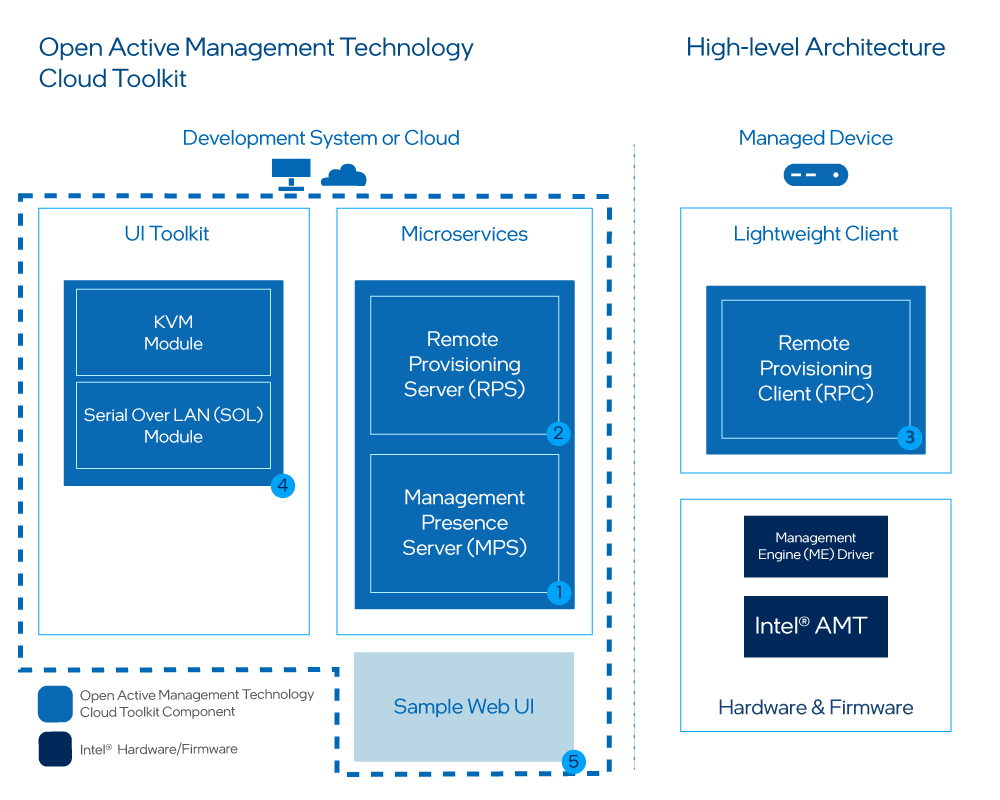 Open Active Management Technology
Cloud Toolkit
High-level Architecture
Development System or Cloud
Managed Device
UI Toolkit
KVM
Module
Serial Over LAN (SOL)
Module
4
Microservices
Remote
Provisioning
Server (RPS)
2
Management
Presence
Server (MPS)
1
Sample Web UI
5
Lightweight Client
Remote
Provisioning
Client (RPC)
3
Management
Engine (ME) Driver
Intel® AMT
Hardware & Firmware
Open Active Management Technology
Cloud Toolkit Component
Intel® Hardware/Firmware